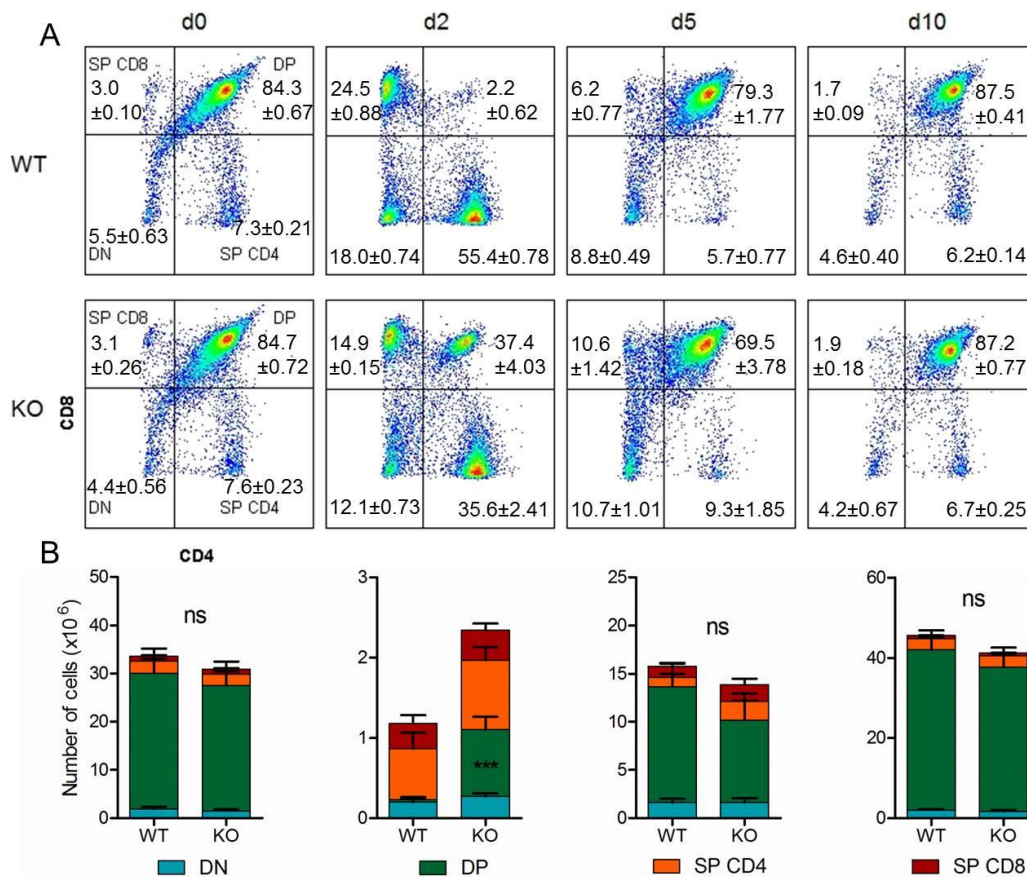 d0 d2 d5 d10
A
WT
SP CD8 DP
3.0 84.3
±0.10 ±0.67
5.5±0.63 7.3±0.21
DN SP CD4
24.5 2.2
±0.88 ±0.62
18.0±0.74 55.4±0.78
6.2 79.3
±0.77 ±1.77
8.8±0.49 5.7±0.77
1.7 87.5
±0.09 ±0.41
4.6±0.40 6.2±0.14
KO
CD8
SP CD8 DP
3.1 84.7
±0.26 ±0.72
4.4±0.56 7.6±0.23
DN SP CD4
14.9 37.4
±0.15 ±4.03
12.1±0.73 35.6±2.41
10.6 69.5
±1.42 ±3.78
10.7±1.01 9.3±1.85
1.9 87.2
±0.18 ±0.77
4.2±0.67 6.7±0.25
CD4
B
Number of cells (x10⁶)
50
40
30
20
10
0
ns
WT KO
3
2
1
0
***
WT KO
25
20
15
10
5
0
ns
WT KO
60
40
20
0
ns
WT KO
DN DP SP CD4 SP CD8